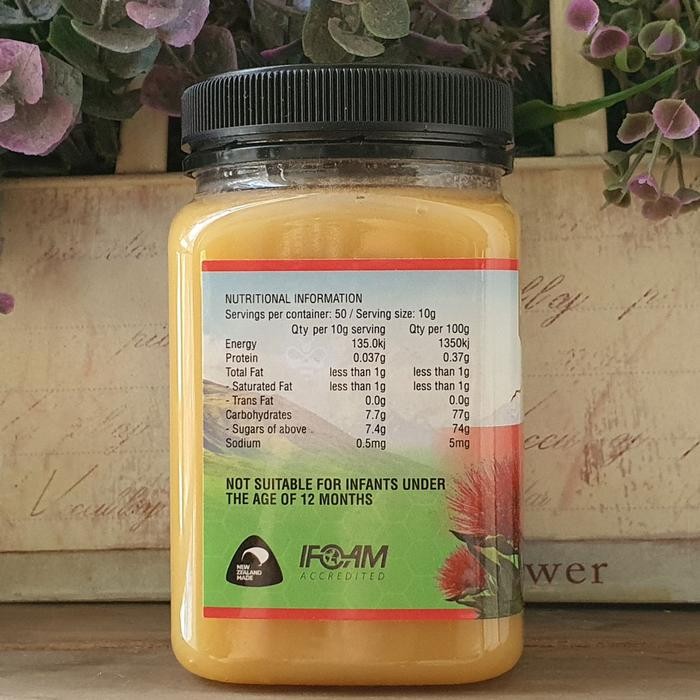 NUTRITIONAL INFORMATION
Servings per container: 50 / Serving size: 10g
Qty per 10g serving Qty per 100g
Energy 135.0kj 1350kj
Protein 0.037g 0.37g
Total Fat less than 1g less than 1g
- Saturated Fat less than 1g less than 1g
- Trans Fat 0.0g 0.0g
Carbohydrates 7.7g 77g
- Sugars of above 7.4g 74g
Sodium 0.5mg 5mg
NOT SUITABLE FOR INFANTS UNDER
THE AGE OF 12 MONTHS
NEW
ZEALAND
MADE
IFOAM
ACCREDITED
wer